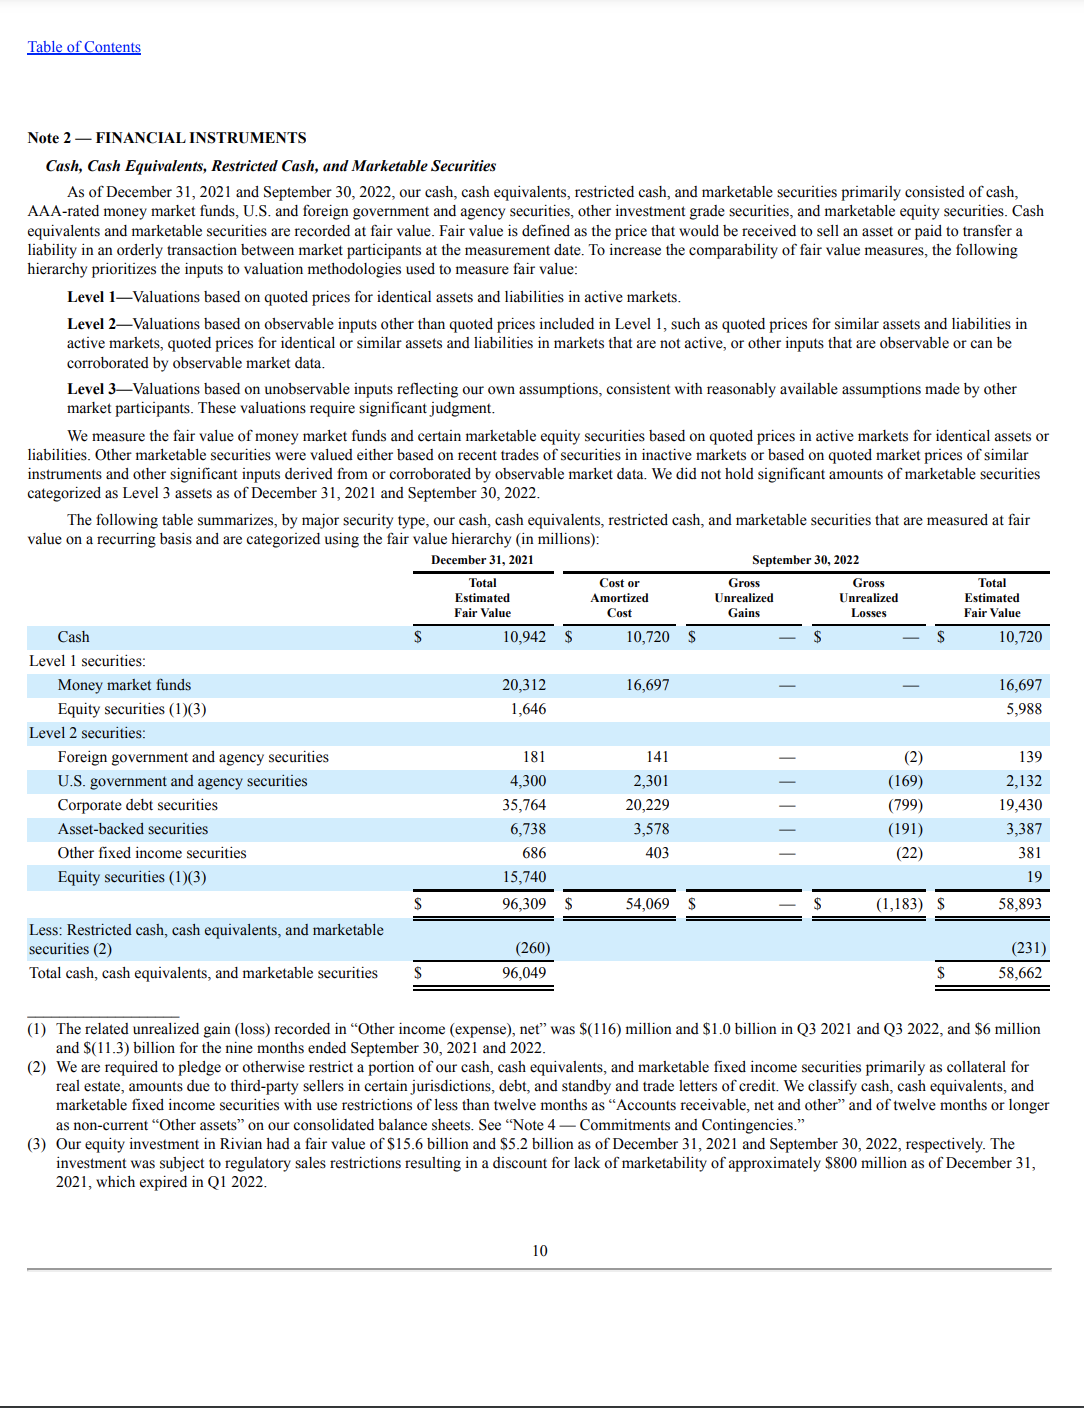 Table of Contents
Note 2 — FINANCIAL INSTRUMENTS
Cash, Cash Equivalents, Restricted Cash, and Marketable Securities
As of December 31, 2021 and September 30, 2022, our cash, cash equivalents, restricted cash, and marketable securities primarily consisted of cash,
AAA-rated money market funds, U.S. and foreign government and agency securities, other investment grade securities, and marketable equity securities. Cash
equivalents and marketable securities are recorded at fair value. Fair value is defined as the price that would be received to sell an asset or paid to transfer a
liability in an orderly transaction between market participants at the measurement date. To increase the comparability of fair value measures, the following
hierarchy prioritizes the inputs to valuation methodologies used to measure fair value:
Level 1—Valuations based on quoted prices for identical assets and liabilities in active markets.
Level 2—Valuations based on observable inputs other than quoted prices included in Level 1, such as quoted prices for similar assets and liabilities in
active markets, quoted prices for identical or similar assets and liabilities in markets that are not active, or other inputs that are observable or can be
corroborated by observable market data.
Level 3—Valuations based on unobservable inputs reflecting our own assumptions, consistent with reasonably available assumptions made by other
market participants. These valuations require significant judgment.
We measure the fair value of money market funds and certain marketable equity securities based on quoted prices in active markets for identical assets or
liabilities. Other marketable securities were valued either based on recent trades of securities in inactive markets or based on quoted market prices of similar
instruments and other significant inputs derived from or corroborated by observable market data. We did not hold significant amounts of marketable securities
categorized as Level 3 assets as of December 31, 2021 and September 30, 2022.
The following table summarizes, by major security type, our cash, cash equivalents, restricted cash, and marketable securities that are measured at fair
value on a recurring basis and are categorized using the fair value hierarchy (in millions):
December 31, 2021 September 30, 2022
Total Cost or Gross Gross Total
Estimated Amortized Unrealized Unrealized Estimated
Fair Value Cost Gains Losses Fair Value
Cash $ 10,942 $ 10,720 $ — $ — $ 10,720
Level 1 securities:
Money market funds 20,312 16,697 — — 16,697
Equity securities (1)(3) 1,646 5,988
Level 2 securities:
Foreign government and agency securities 181 141 — (2) 139
U.S. government and agency securities 4,300 2,301 — (169) 2,132
Corporate debt securities 35,764 20,229 — (799) 19,430
Asset-backed securities 6,738 3,578 — (191) 3,387
Other fixed income securities 686 403 — (22) 381
Equity securities (1)(3) 15,740 19
$ 96,309 $ 54,069 $ — $ (1,183) $ 58,893
Less: Restricted cash, cash equivalents, and marketable
securities (2) (260) (231)
Total cash, cash equivalents, and marketable securities $ 96,049 $ 58,662
(1) The related unrealized gain (loss) recorded in “Other income (expense), net” was $(116) million and $1.0 billion in Q3 2021 and Q3 2022, and $6 million
and $(11.3) billion for the nine months ended September 30, 2021 and 2022.
(2) We are required to pledge or otherwise restrict a portion of our cash, cash equivalents, and marketable fixed income securities primarily as collateral for
real estate, amounts due to third-party sellers in certain jurisdictions, debt, and standby and trade letters of credit. We classify cash, cash equivalents, and
marketable fixed income securities with use restrictions of less than twelve months as “Accounts receivable, net and other” and of twelve months or longer
as non-current “Other assets” on our consolidated balance sheets. See “Note 4 — Commitments and Contingencies.”
(3) Our equity investment in Rivian had a fair value of $15.6 billion and $5.2 billion as of December 31, 2021 and September 30, 2022, respectively. The
investment was subject to regulatory sales restrictions resulting in a discount for lack of marketability of approximately $800 million as of December 31,
2021, which expired in Q1 2022.
10